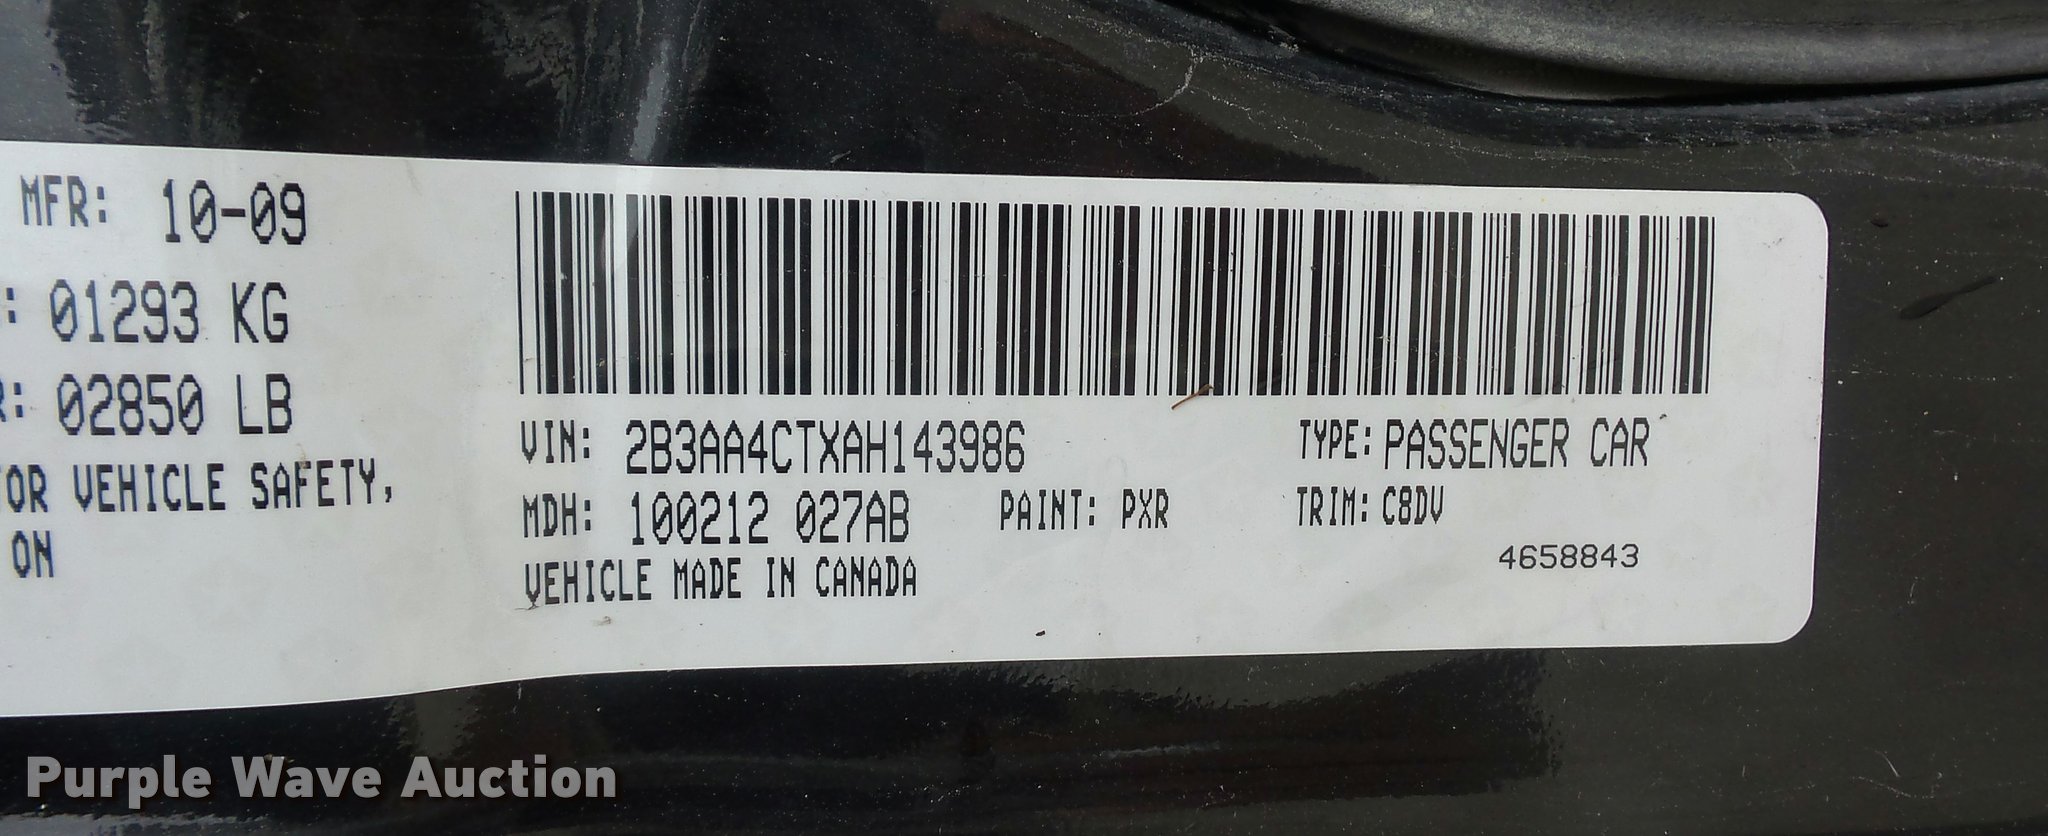 MFR: 10-09
: 01293 KG
R: 02850 LB
TOR VEHICLE SAFETY,
ON
VIN: 2B3AA4CTXAH143986
TYPE: PASSENGER CAR
MDH: 100212 027AB
PAINT: PXR
TRIM: C8DV
VEHICLE MADE IN CANADA
4658843
Purple Wave Auction